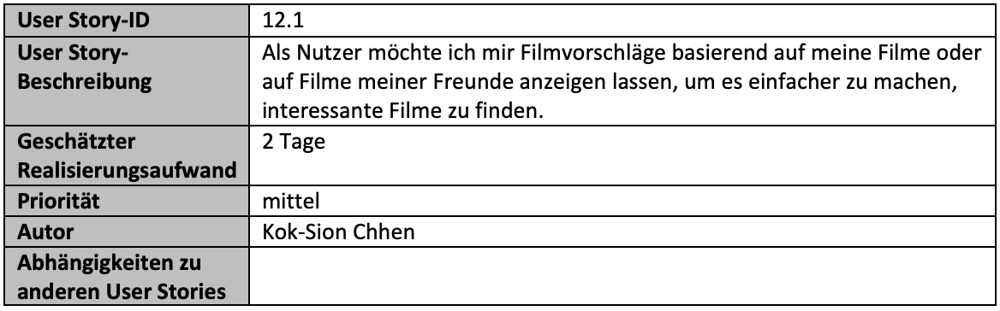 User Story-ID 12.1
User Story- Als Nutzer möchte ich mir Filmvorschläge basierend auf meine Filme oder
Beschreibung auf Filme meiner Freunde anzeigen lassen, um es einfacher zu machen,
interessante Filme zu finden.
Geschätzter 2 Tage
Realisierungsaufwand
Priorität mittel
Autor Kok-Sion Chhen
Abhängigkeiten zu
anderen User Stories